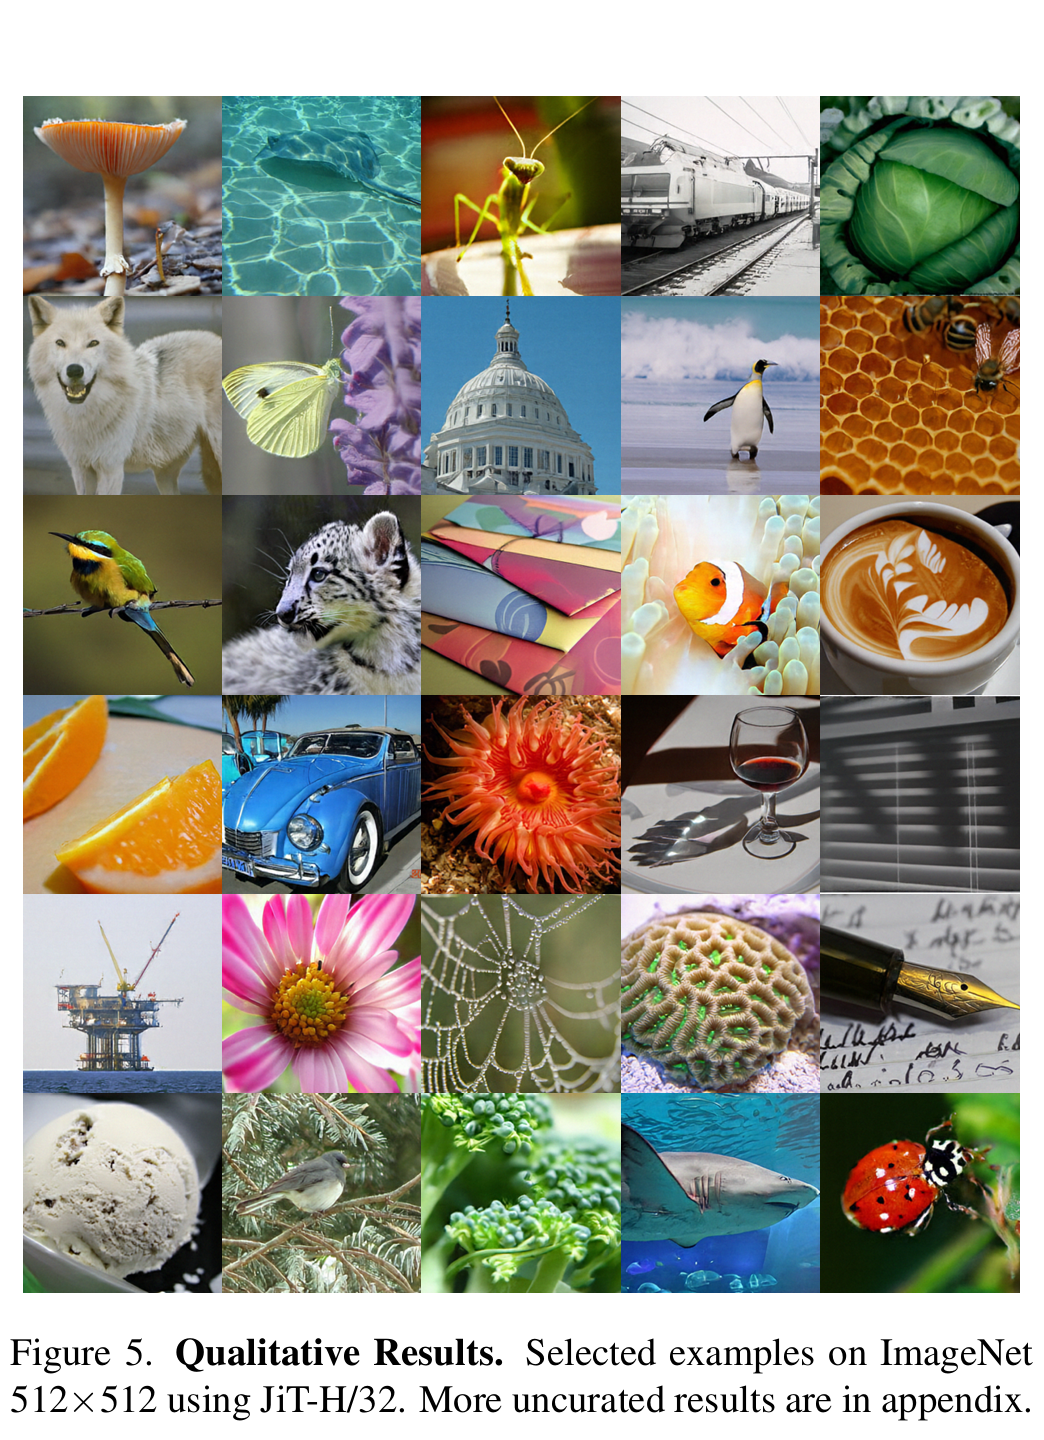 Figure 5. Qualitative Results. Selected examples on ImageNet
512×512 using JiT-H/32. More uncurated results are in appendix.